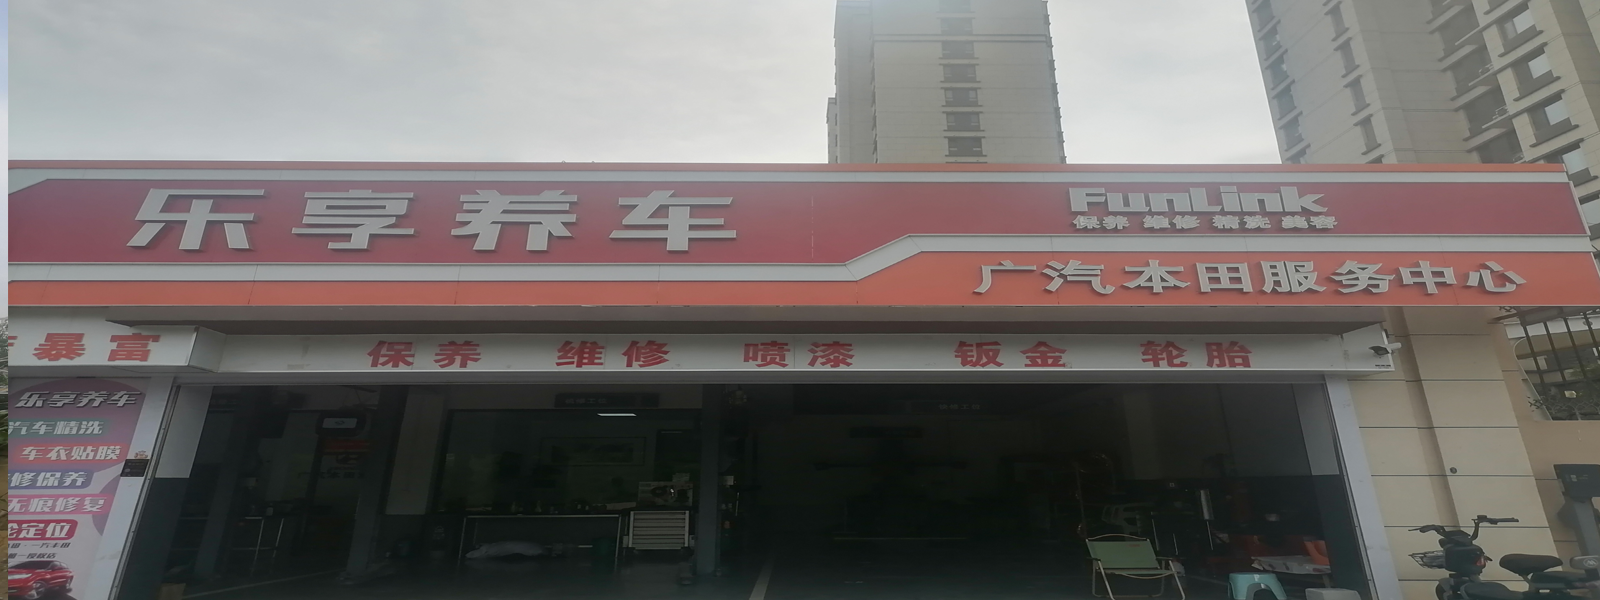 乐享养车
FunLink
保养 维修 精洗 美容
广汽本田服务中心
暴富
保养 维修 喷漆 钣金 轮胎
乐享养车
汽车精洗
车衣贴膜
修保养
无痕修复
定位